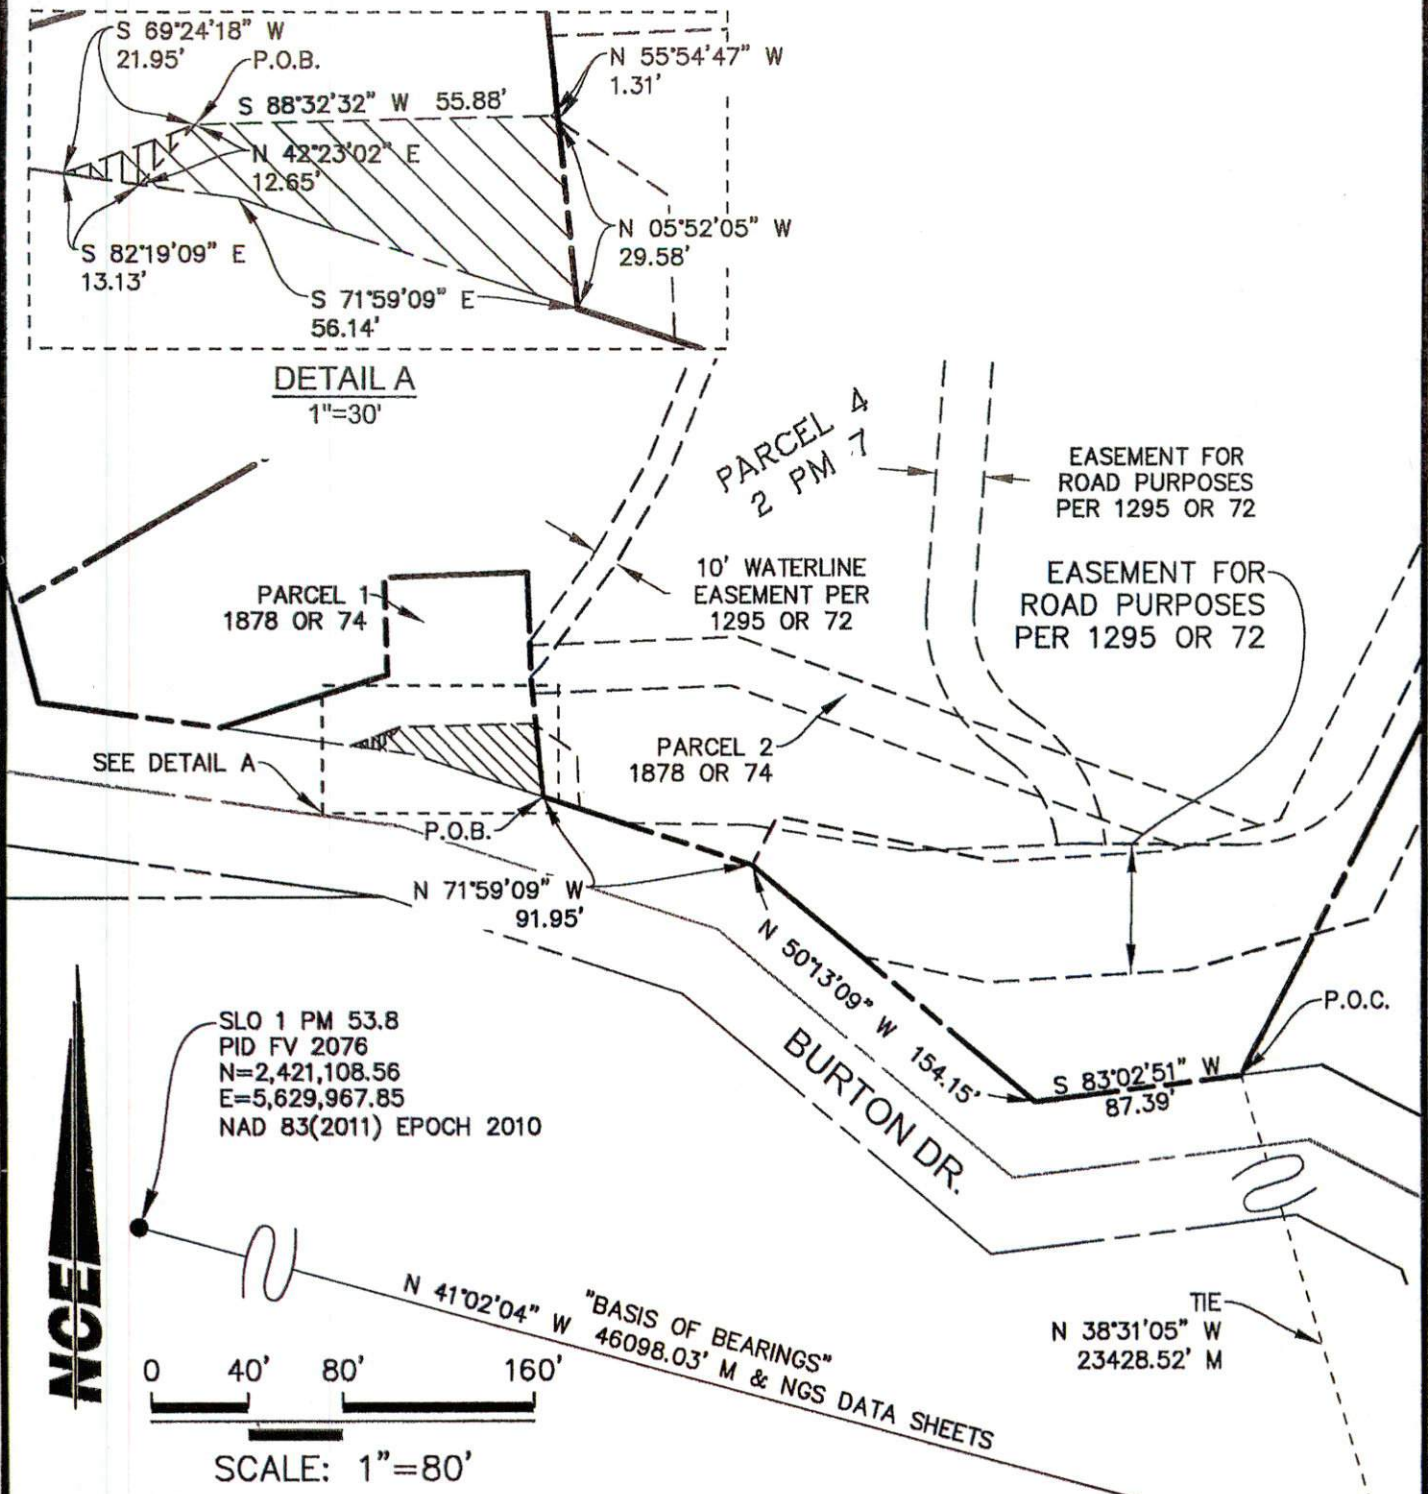 S 69°24'18" W
21.95'
P.O.B.
N 55°54'47" W
1.31'
S 88°32'32" W 55.88'
N 42°23'02" E
12.65'
N 05°52'05" W
29.58'
S 82°19'09" E
13.13'
S 71°59'09" E
56.14'
DETAIL A
1"=30'
PARCEL 4
2 PM 7
EASEMENT FOR
ROAD PURPOSES
PER 1295 OR 72
PARCEL 1
1878 OR 74
10' WATERLINE
EASEMENT PER
1295 OR 72
EASEMENT FOR
ROAD PURPOSES
PER 1295 OR 72
SEE DETAIL A
PARCEL 2
1878 OR 74
P.O.B.
N 71°59'09" W
91.95'
N 50°13'09" W 154.15'
P.O.C.
S 83°02'51" W
87.39'
BURTON DR.
SLO 1 PM 53.8
PID FV 2076
N=2,421,108.56
E=5,629,967.85
NAD 83(2011) EPOCH 2010
NCE
"BASIS OF BEARINGS"
N 41°02'04" W 46098.03' M & NGS DATA SHEETS
TIE
N 38°31'05" W
23428.52' M
0 40' 80' 160'
SCALE: 1"=80'